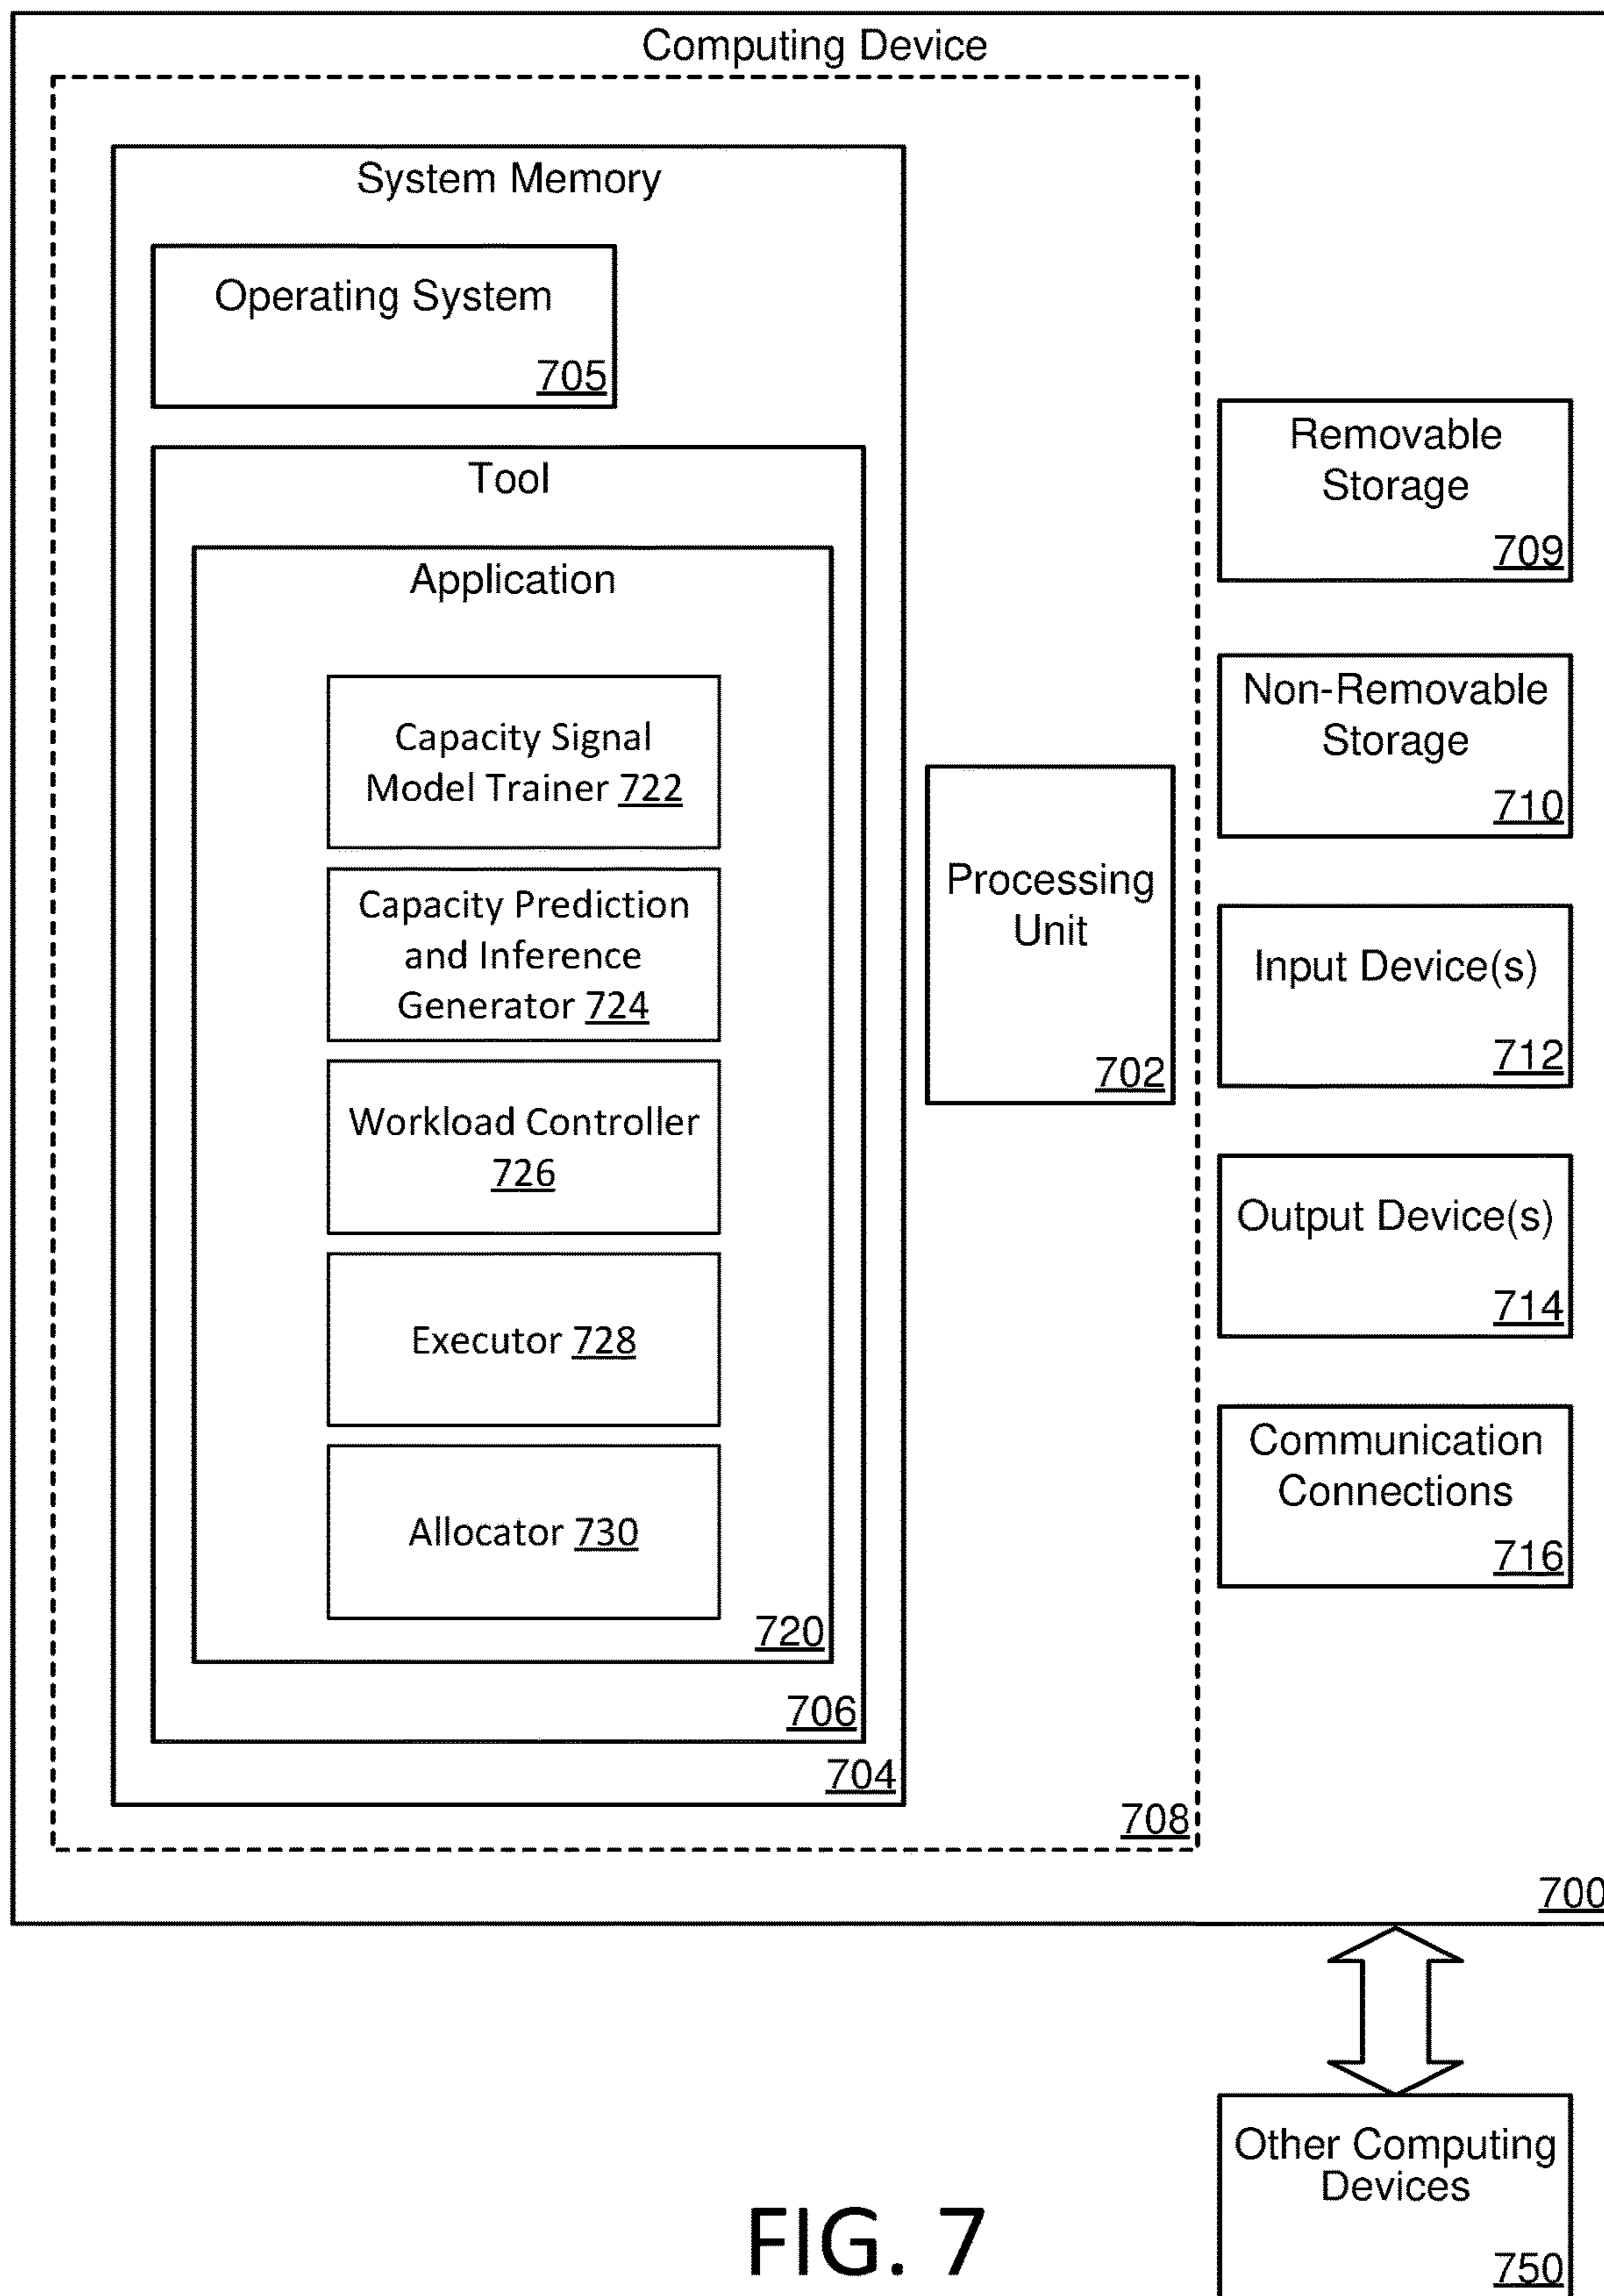 Computing Device
System Memory
Operating System
705
Tool
Application
Capacity Signal
Model Trainer 722
Capacity Prediction
and Inference
Generator 724
Workload Controller
726
Executor 728
Allocator 730
720
706
704
Processing
Unit
702
708
Removable
Storage
709
Non-Removable
Storage
710
Input Device(s)
712
Output Device(s)
714
Communication
Connections
716
700
Other Computing
Devices
750
FIG. 7